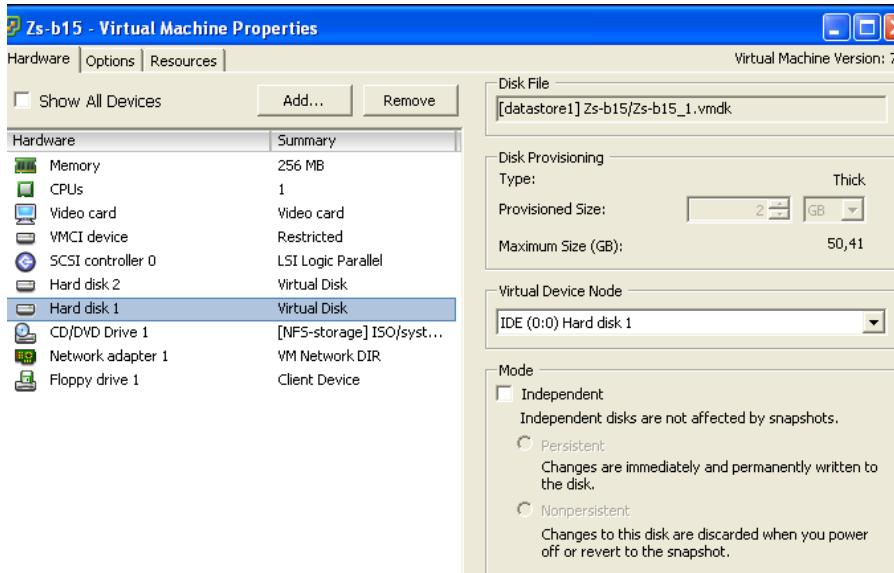 Zs-b15 - Virtual Machine Properties
Hardware Options Resources
Virtual Machine Version: 7
Show All Devices Add... Remove
Hardware Summary
Memory 256 MB
CPUs 1
Video card Video card
VMCI device Restricted
SCSI controller 0 LSI Logic Parallel
Hard disk 2 Virtual Disk
Hard disk 1 Virtual Disk
CD/DVD Drive 1 [NFS-storage] ISO/syst...
Network adapter 1 VM Network DIR
Floppy drive 1 Client Device
Disk File
[datastore1] Zs-b15/Zs-b15_1.vmdk
Disk Provisioning
Type: Thick
Provisioned Size: 2 GB
Maximum Size (GB): 50,41
Virtual Device Node
IDE (0:0) Hard disk 1
Mode
Independent
Independent disks are not affected by snapshots.
Persistent
Changes are immediately and permanently written to
the disk.
Nonpersistent
Changes to this disk are discarded when you power
off or revert to the snapshot.